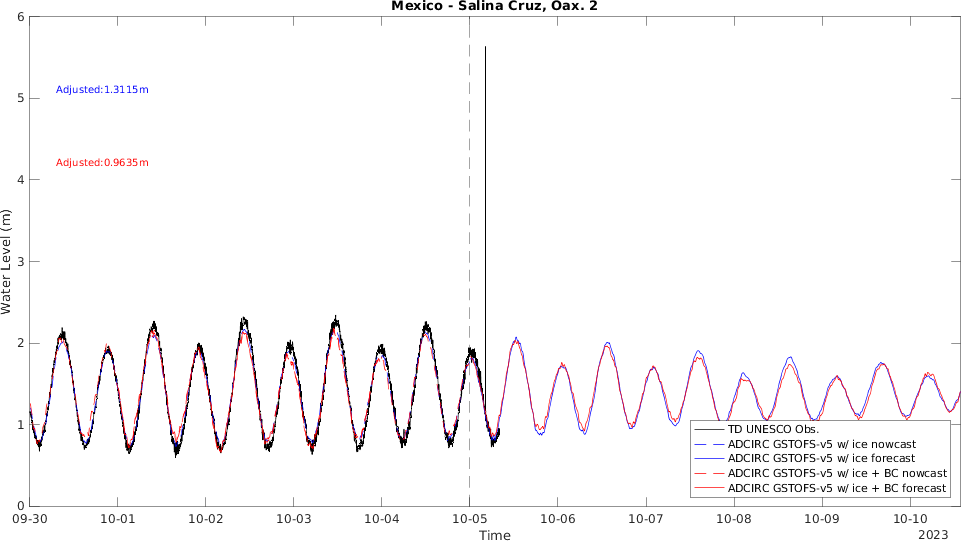 Mexico - Salina Cruz, Oax. 2
Water Level (m)
6
5
4
3
2
1
0
Adjusted:1.3115m
Adjusted:0.9635m
TD UNESCO Obs.
ADCIRC GSTOFS-v5 w/ ice nowcast
ADCIRC GSTOFS-v5 w/ ice forecast
ADCIRC GSTOFS-v5 w/ ice + BC nowcast
ADCIRC GSTOFS-v5 w/ ice + BC forecast
09-30 10-01 10-02 10-03 10-04 10-05 10-06 10-07 10-08 10-09 10-10
Time
2023